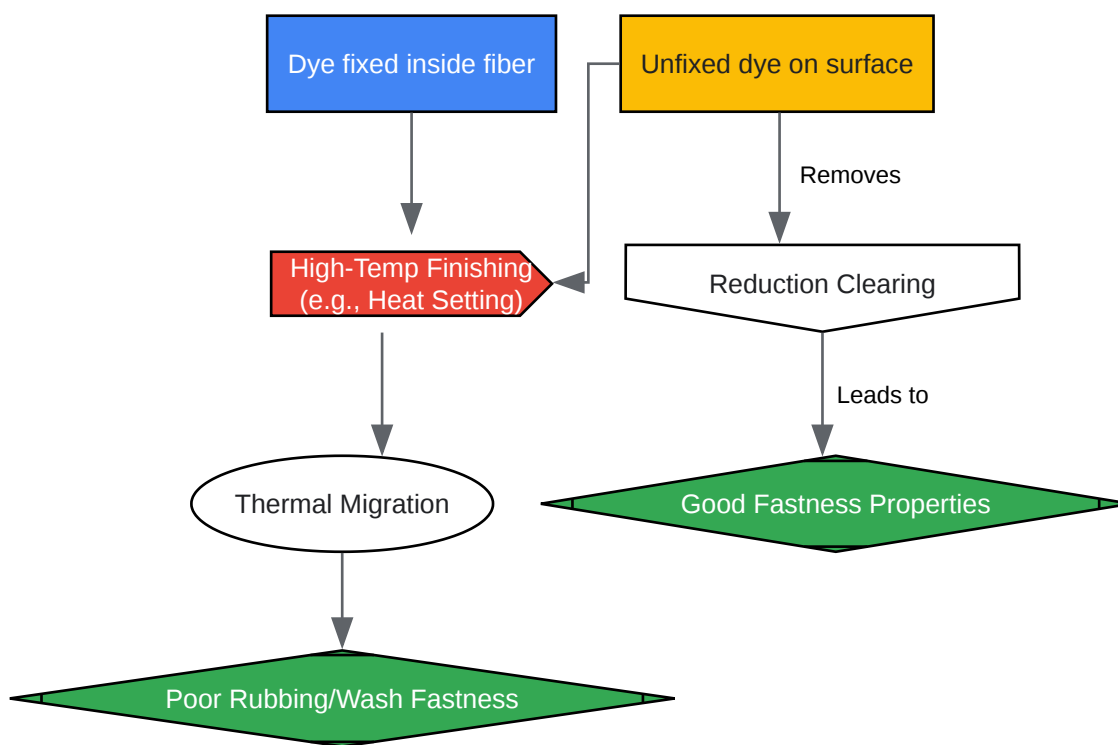 Dye fixed inside fiber
Unfixed dye on surface
Removes
High-Temp Finishing
(e.g., Heat Setting)
Reduction Clearing
Leads to
Thermal Migration
Good Fastness Properties
Poor Rubbing/Wash Fastness